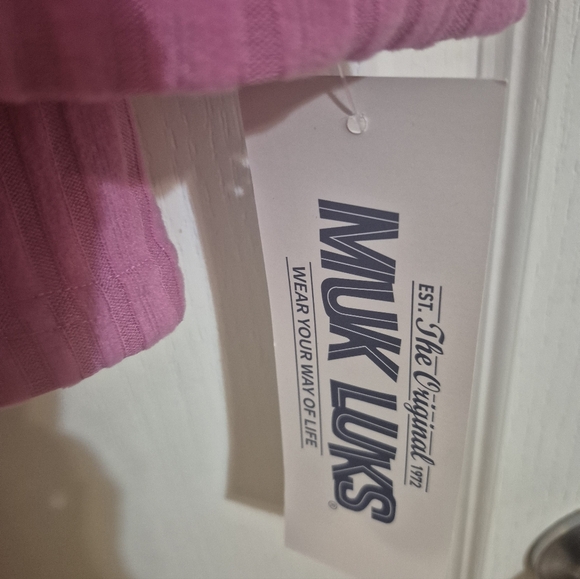 EST. The Original 1972
MUK LUKS®
WEAR YOUR WAY OF LIFE